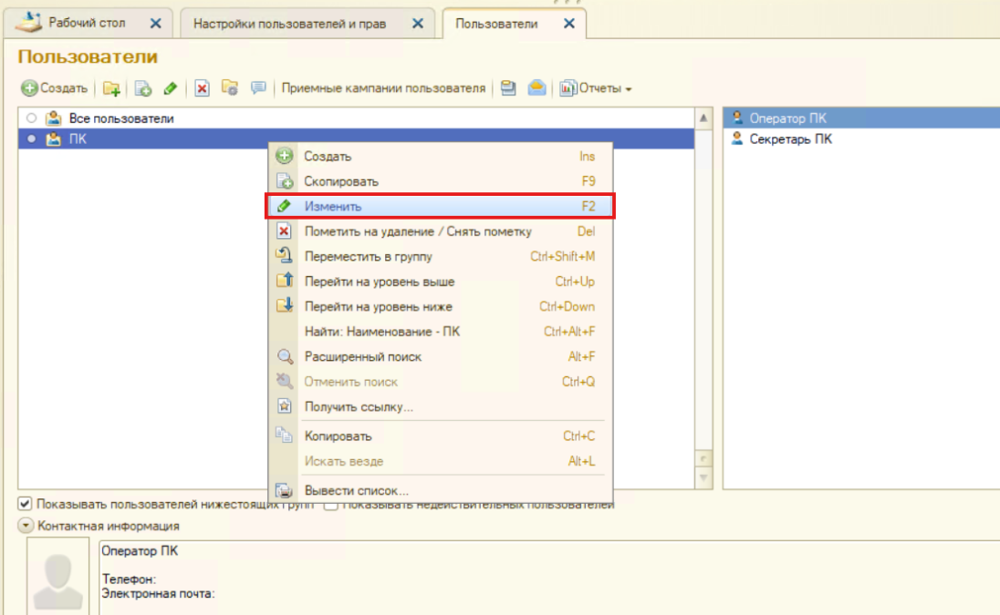 Рабочий стол
Настройки пользователей и прав
Пользователи
Пользователи
Создать
Приемные кампании пользователя
Отчеты
Все пользователи
ПК
Оператор ПК
Секретарь ПК
Создать Ins
Скопировать F9
Изменить F2
Пометить на удаление / Снять пометку Del
Переместить в группу Ctrl+Shift+M
Перейти на уровень выше Ctrl+Up
Перейти на уровень ниже Ctrl+Down
Найти: Наименование - ПК Ctrl+Alt+F
Расширенный поиск Alt+F
Отменить поиск Ctrl+Q
Получить ссылку...
Копировать Ctrl+C
Искать везде Alt+L
Вывести список...
Показывать пользователей нижестоящих групп Показывать недействительных пользователей
Контактная информация
Оператор ПК
Телефон:
Электронная почта: